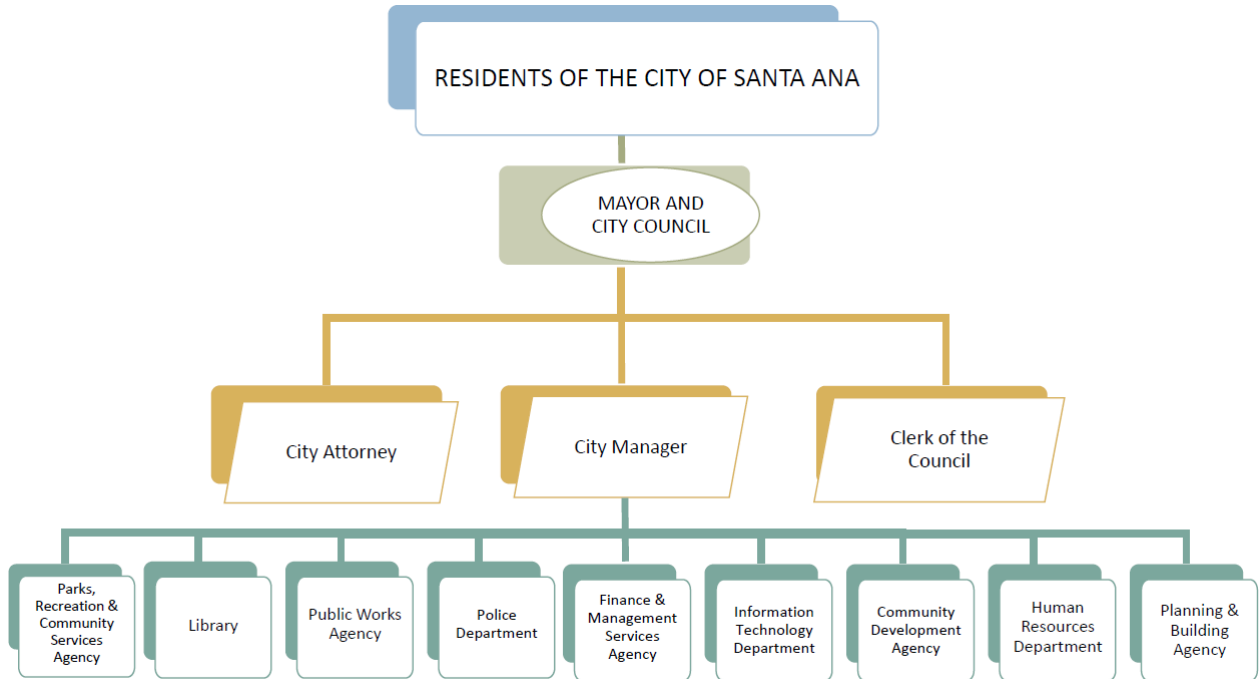 RESIDENTS OF THE CITY OF SANTA ANA
MAYOR AND
CITY COUNCIL
City Attorney
City Manager
Clerk of the
Council
Parks,
Recreation &
Community
Services
Agency
Library
Public Works
Agency
Police
Department
Finance &
Management
Services
Agency
Information
Technology
Department
Community
Development
Agency
Human
Resources
Department
Planning &
Building
Agency